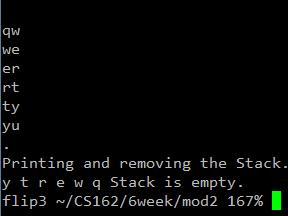 qw
we
er
rt
ty
yu
.
Printing and removing the Stack.
y t r e w q Stack is empty.
flip3 ~/CS162/6week/mod2 167%